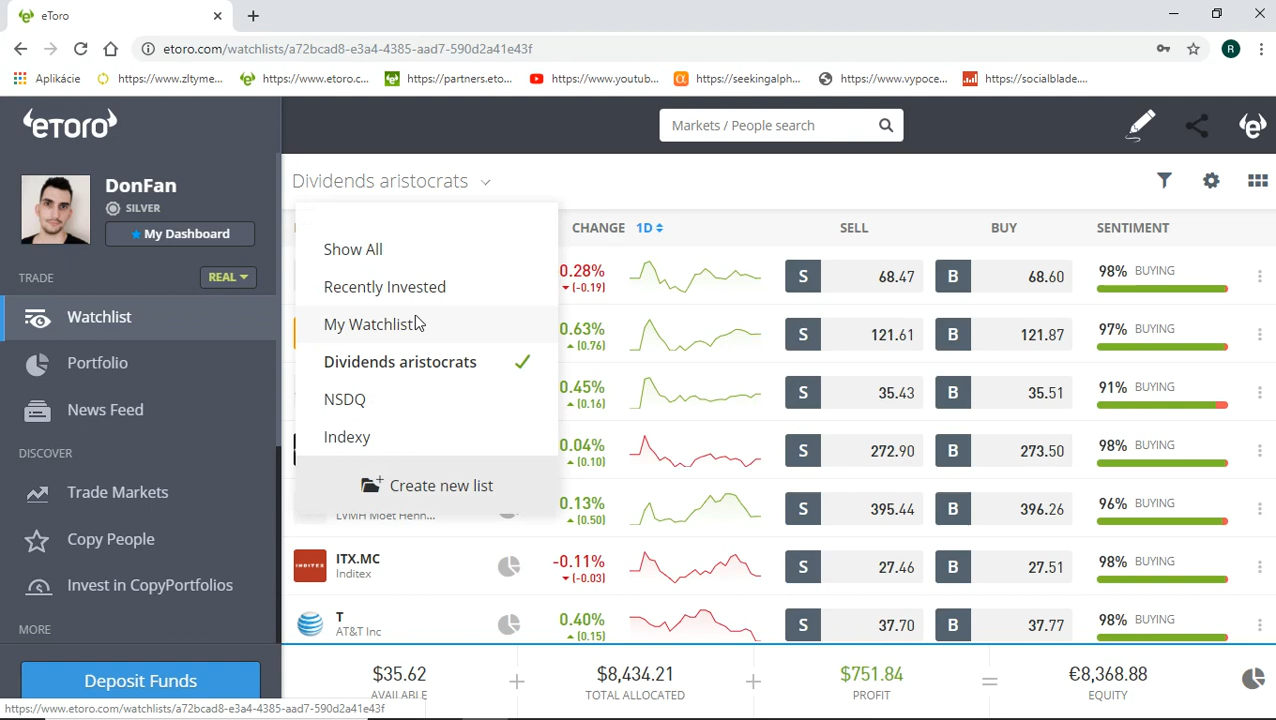 eToro
etoro.com/watchlists/a72bcad8-e3a4-4385-aad7-590d2a41e43f
R
Aplikácie
https://www.zltyme...
https://www.etoro.c...
https://partners.eto...
https://www.youtub...
https://seekingalph...
https://www.vypoce...
https://socialblade....
eToro
Markets / People search
DonFan
SILVER
My Dashboard
TRADE
REAL
Watchlist
Portfolio
News Feed
DISCOVER
Trade Markets
Copy People
Invest in CopyPortfolios
MORE
Deposit Funds
Dividends aristocrats
Show All
Recently Invested
My Watchlist
Dividends aristocrats
NSDQ
Indexy
Create new list
CHANGE 1D SELL BUY SENTIMENT
0.28% S 68.47 B 68.60 98% BUYING
(-0.19)
0.63% S 121.61 B 121.87 97% BUYING
(0.76)
0.45% S 35.43 B 35.51 91% BUYING
(0.16)
0.04% S 272.90 B 273.50 98% BUYING
(0.10)
0.13% S 395.44 B 396.26 96% BUYING
LVMH Moet Henn... (0.50)
INDITEX ITX.MC -0.11% S 27.46 B 27.51 98% BUYING
Inditex (-0.03)
T 0.40% S 37.70 B 37.77 98% BUYING
AT&T Inc (0.15)
$35.62 + $8,434.21 + $751.84 = €8,368.88
AVAILABLE TOTAL ALLOCATED PROFIT EQUITY
https://www.etoro.com/watchlists/a72bcad8-e3a4-4385-aad7-590d2a41e43f